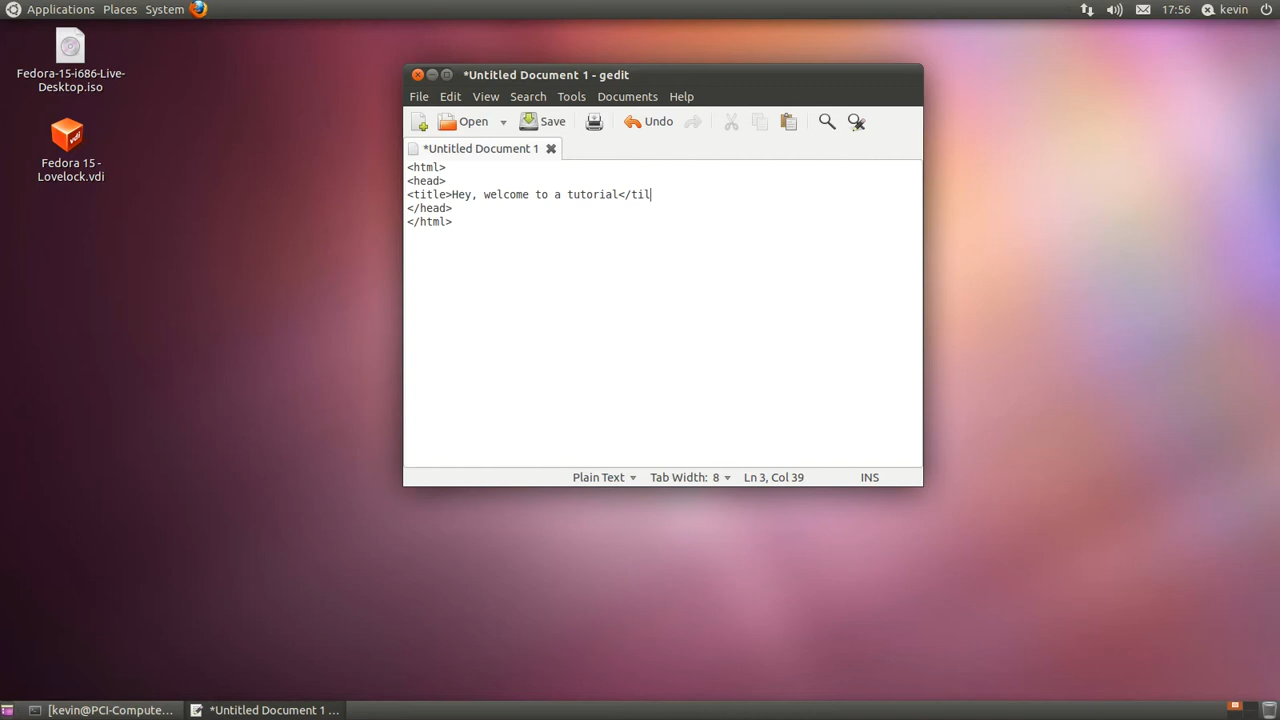 Applications Places System
17:56 kevin
Fedora-15-i686-Live-
Desktop.iso
vdi
Fedora 15 -
Lovelock.vdi
*Untitled Document 1 - gedit
File Edit View Search Tools Documents Help
Open Save Undo
*Untitled Document 1
<html>
<head>
<title>Hey, welcome to a tutorial</til
</head>
</html>
Plain Text Tab Width: 8 Ln 3, Col 39 INS
[kevin@PCI-Compute... *Untitled Document 1 ...